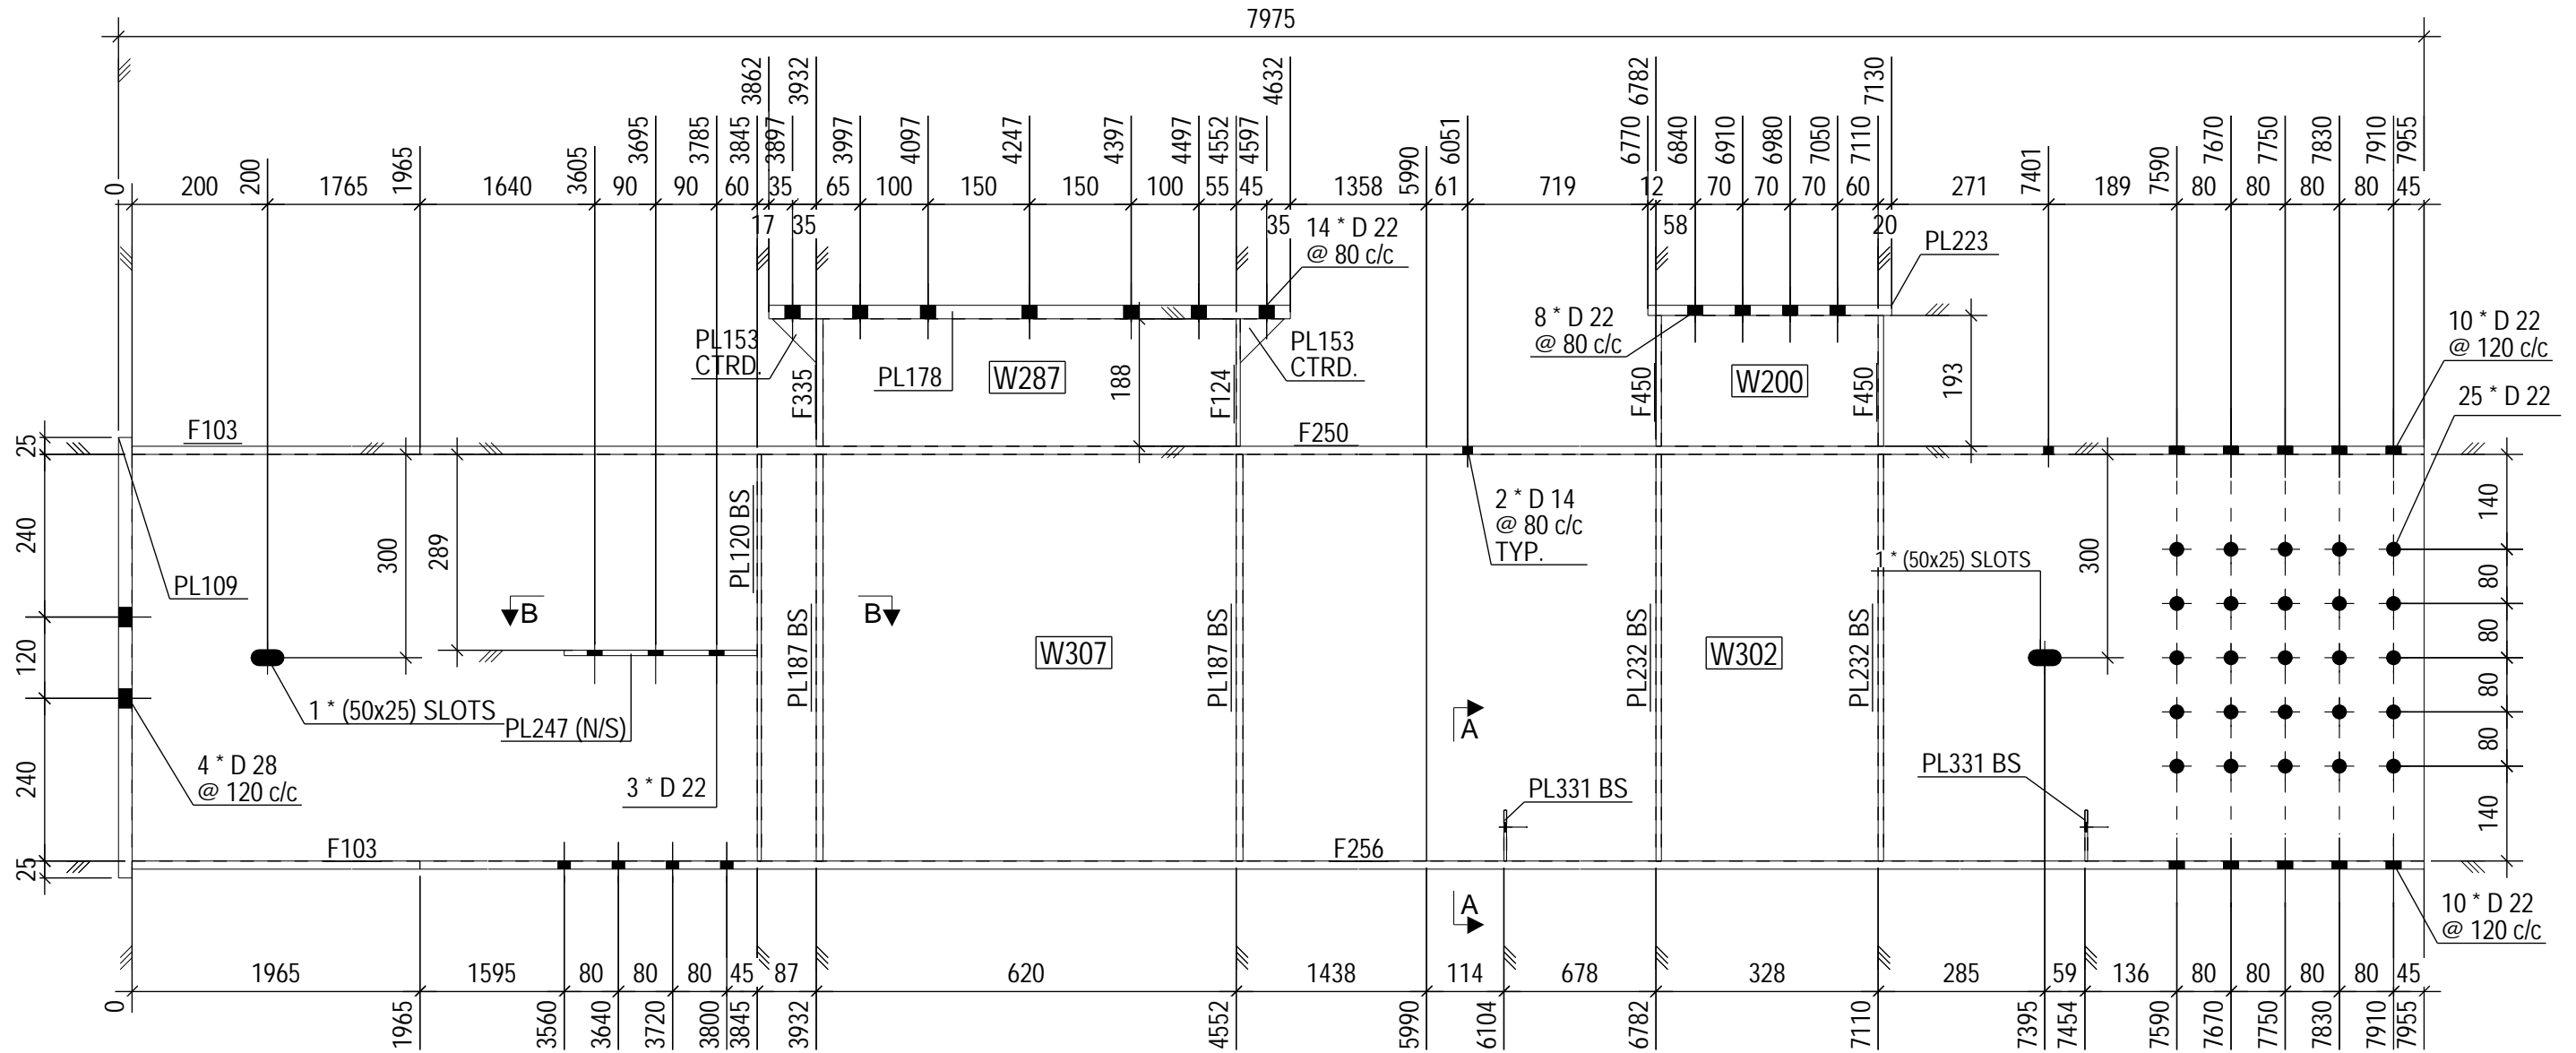 7975
3862
3932
4632
6782
7130
3695
3785
3845
3897
3997
4097
4247
4397
4497
4552
4597
6051
6770
6840
6910
6980
7050
7110
7670
7750
7830
7910
7955
0
200
200
1765
1965
1640
3605
90
90
60
35
65
100
150
150
100
55
45
1358
5990
61
719
12
70
70
70
60
271
7401
189
7590
80
80
80
80
45
17
35
35
58
20
14 * D 22
@ 80 c/c
PL223
PL153
CTRD.
PL178
W287
188
PL153
CTRD.
8 * D 22
@ 80 c/c
W200
193
10 * D 22
@ 120 c/c
25 * D 22
F335
F124
F450
F450
25
F103
F250
240
300
289
PL120 BS
2 * D 14
@ 80 c/c
TYP.
1 * (50x25) SLOTS
300
140
PL109
B
B
80
120
PL187 BS
W307
PL187 BS
PL232 BS
W302
PL232 BS
80
80
80
1 * (50x25) SLOTS
PL247 (N/S)
A
240
4 * D 28
@ 120 c/c
3 * D 22
PL331 BS
PL331 BS
140
25
F103
F256
A
10 * D 22
@ 120 c/c
1965
1595
80
80
80
45
87
620
1438
114
678
328
285
59
136
80
80
80
80
45
0
1965
3560
3640
3720
3800
3845
3932
4552
5990
6104
6782
7110
7395
7454
7590
7670
7750
7830
7910
7955